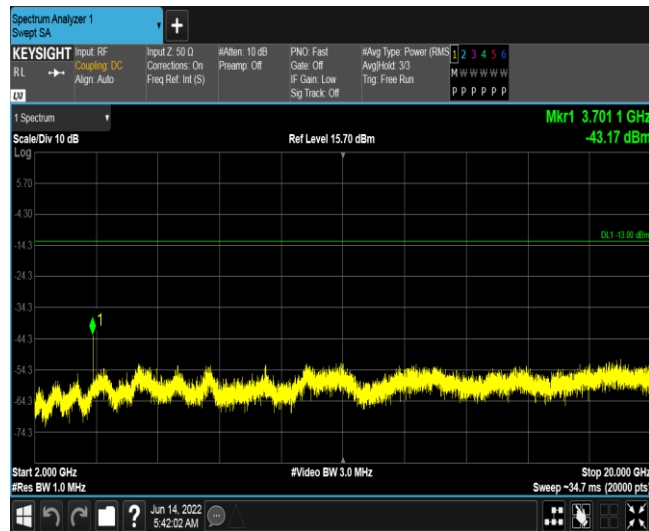 Spectrum Analyzer 1
Swept SA
+
KEYSIGHT Input: RF Input Z: 50 Ω #Atten: 10 dB PNO: Fast #Avg Type: Power (RMS 1 2 3 4 5 6
RL Coupling: DC Corrections: On Preamp: Off Gate: Off Avg|Hold: 3/3 M W W W W W
Align: Auto Freq Ref: Int (S) IF Gain: Low Trig: Free Run
LXI Sig Track: Off P P P P P P
1 Spectrum
Mkr1 3.701 1 GHz
Scale/Div 10 dB Ref Level 15.70 dBm -43.17 dBm
Log
5.70
-4.30
DL1 -13.00 dBm
-14.3
-24.3
-34.3
1
-44.3
-54.3
-64.3
-74.3
Start 2.000 GHz #Video BW 3.0 MHz Stop 20.000 GHz
#Res BW 1.0 MHz Sweep ~34.7 ms (20000 pts
? Jun 14, 2022
5:42:02 AM